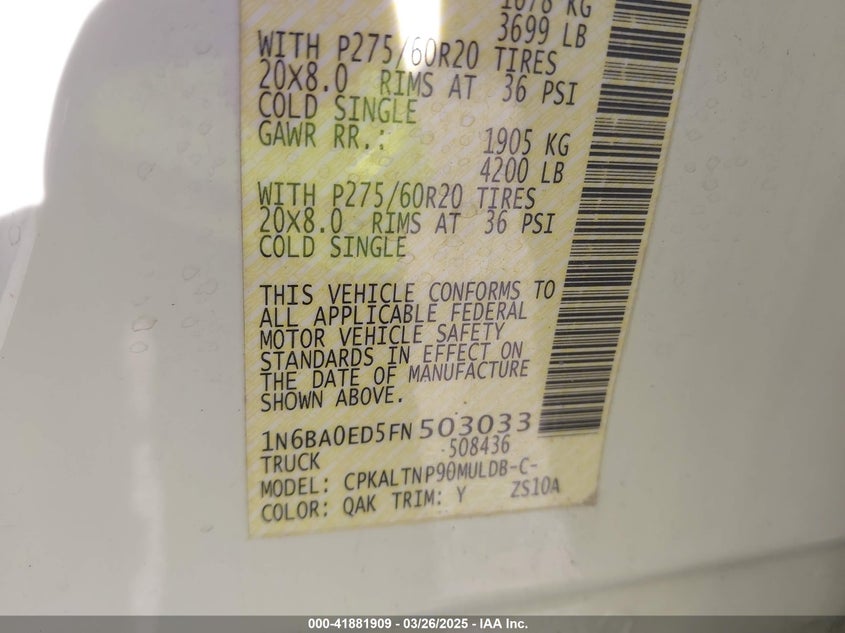 1678 KG
3699 LB
WITH P275/60R20 TIRES
20X8.0 RIMS AT 36 PSI
COLD SINGLE
GAWR RR.: 1905 KG
4200 LB
WITH P275/60R20 TIRES
20X8.0 RIMS AT 36 PSI
COLD SINGLE
THIS VEHICLE CONFORMS TO
ALL APPLICABLE FEDERAL
MOTOR VEHICLE SAFETY
STANDARDS IN EFFECT ON
THE DATE OF MANUFACTURE
SHOWN ABOVE.
1N6BA0ED5FN503033
508436
TRUCK
MODEL: CPKALTNP90MULDB-C-
COLOR: QAK TRIM: Y ZS10A
000-41881909 - 03/26/2025 - IAA Inc.